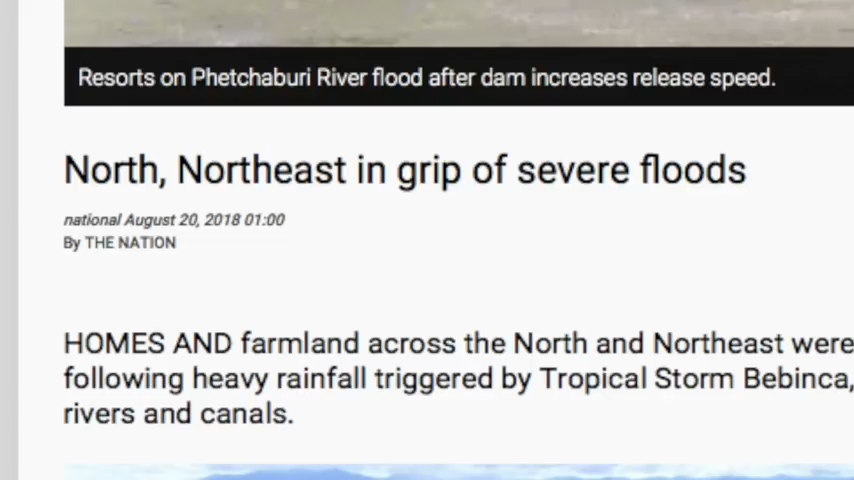 Resorts on Phetchaburi River flood after dam increases release speed.
North, Northeast in grip of severe floods
national August 20, 2018 01:00
By THE NATION
HOMES AND farmland across the North and Northeast were
following heavy rainfall triggered by Tropical Storm Bebinca,
rivers and canals.